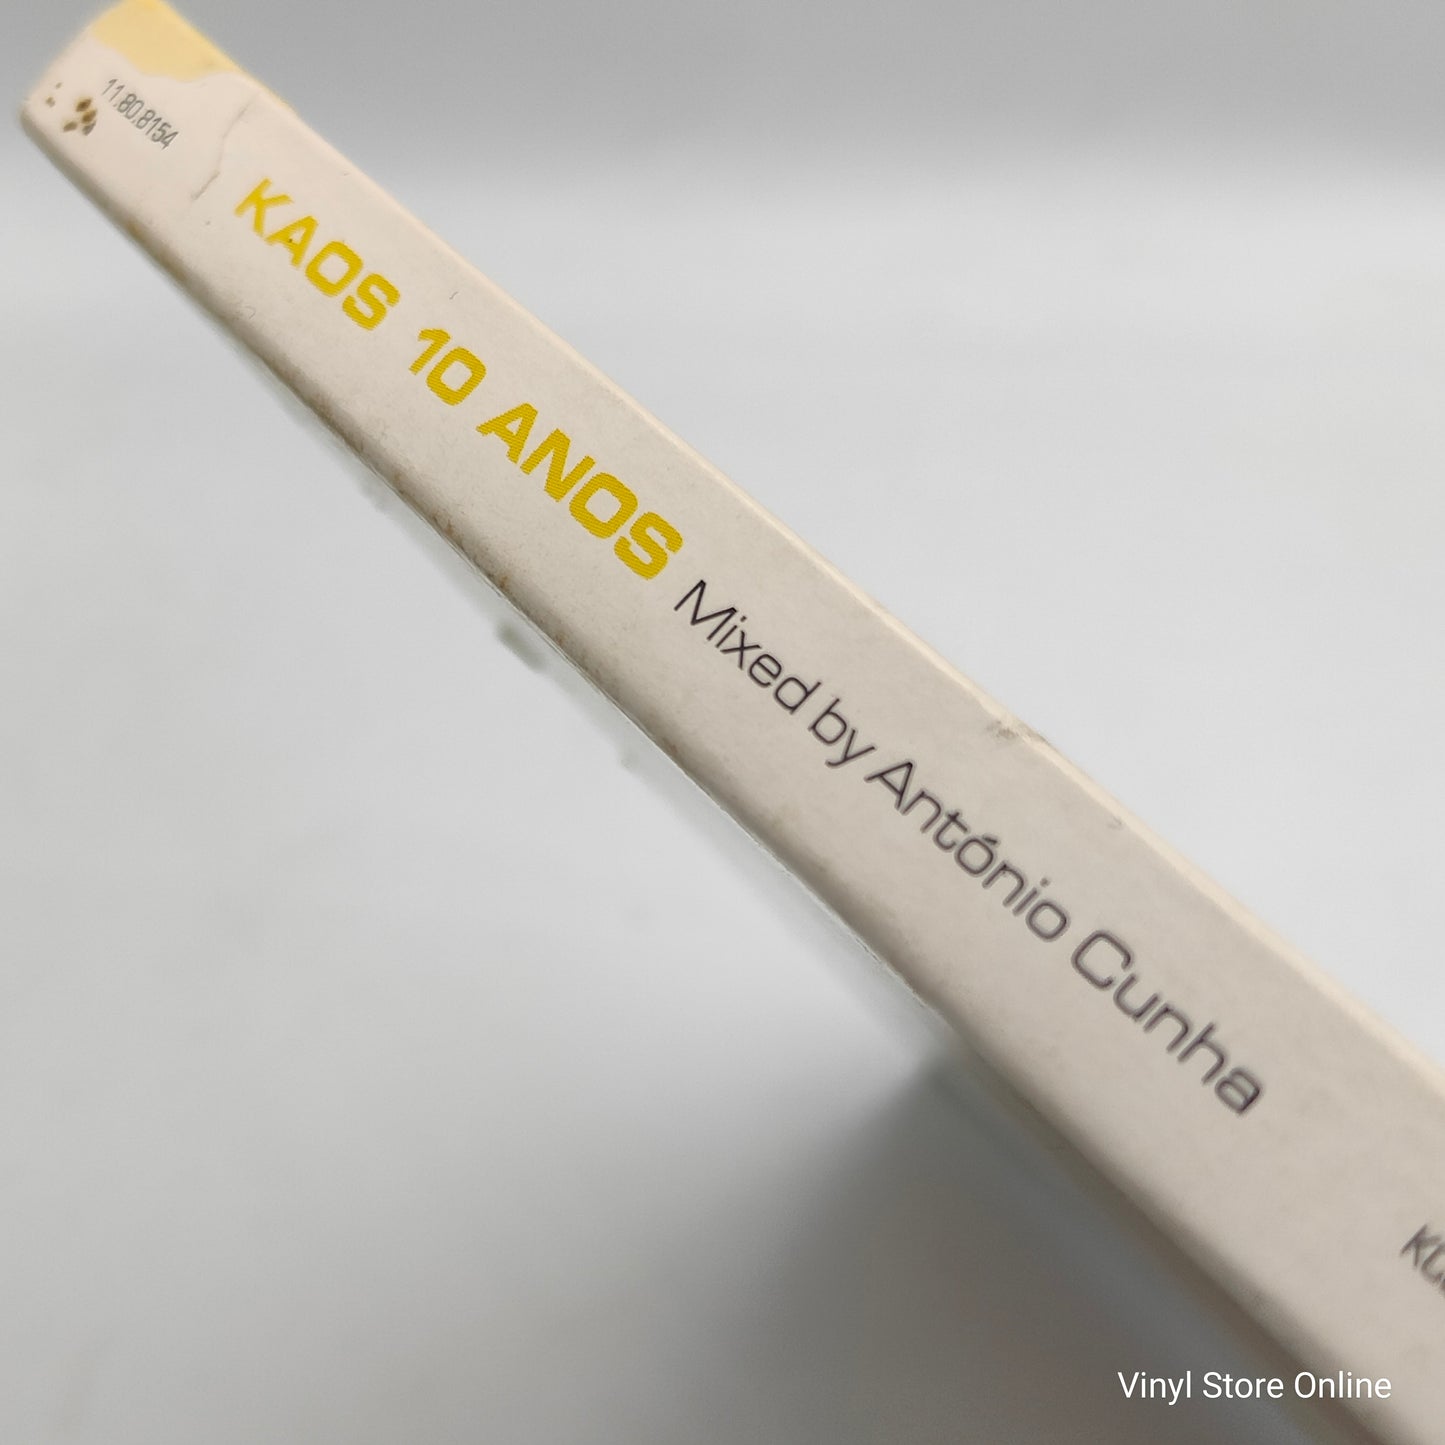 11.80.8154
KAOS 10 ANOS Mixed by António Cunha
Vinyl Store Online